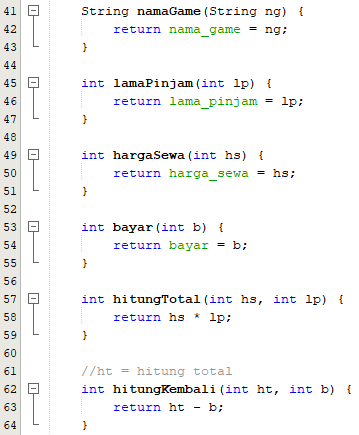 41 String namaGame(String ng) {
42 return nama_game = ng;
43 }
44
45 int lamaPinjam(int lp) {
46 return lama_pinjam = lp;
47 }
48
49 int hargaSewa(int hs) {
50 return harga_sewa = hs;
51 }
52
53 int bayar(int b) {
54 return bayar = b;
55 }
56
57 int hitungTotal(int hs, int lp) {
58 return hs * lp;
59 }
60
61 //ht = hitung total
62 int hitungKembali(int ht, int b) {
63 return ht - b;
64 }